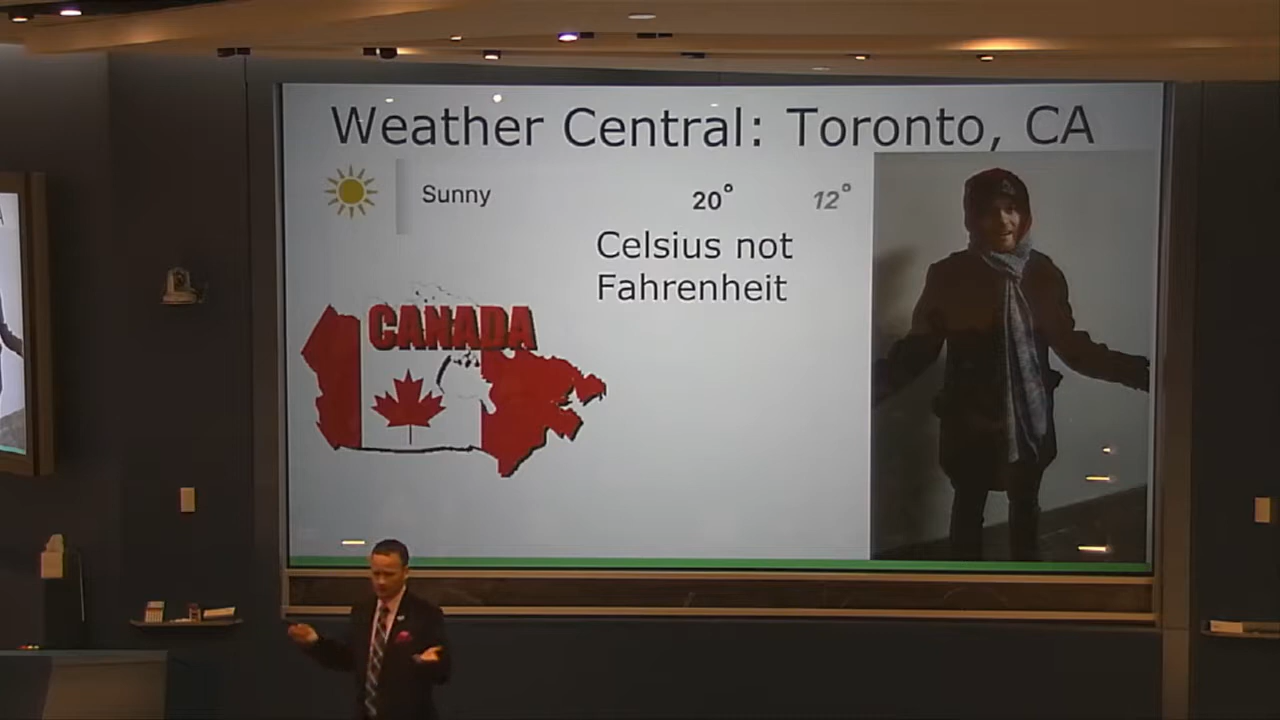 Weather Central: Toronto, CA
Sunny 20° 12°
Celsius not
Fahrenheit
CANADA